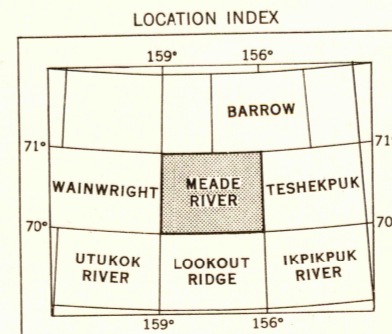 LOCATION INDEX
159° 156°
BARROW
71° 71°
WAINWRIGHT MEADE RIVER TESHEKPUK
70° 70
UTUKOK RIVER LOOKOUT RIDGE IKPIKPUK RIVER
159° 156°